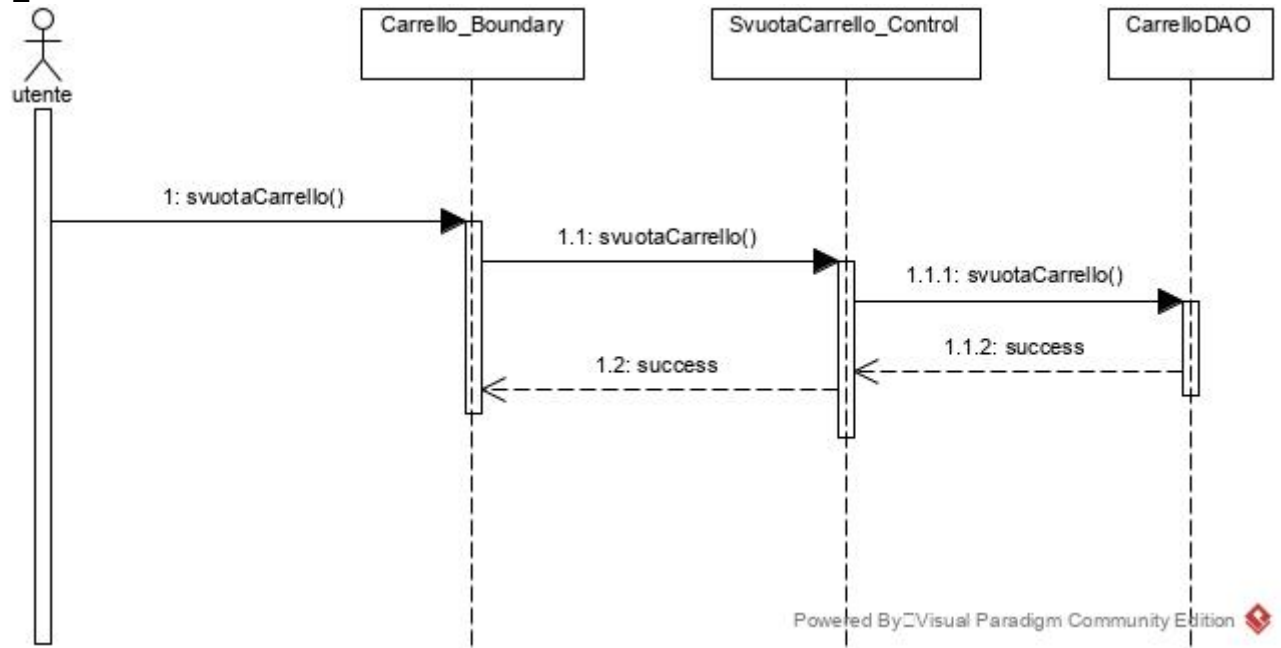 Carrello_Boundary
SvuotaCarrello_Control
CarrelloDAO
utente
1: svuotaCarrello()
1.1: svuotaCarrello()
1.1.1: svuotaCarrello()
1.1.2: success
1.2: success
Powered By Visual Paradigm Community Edition